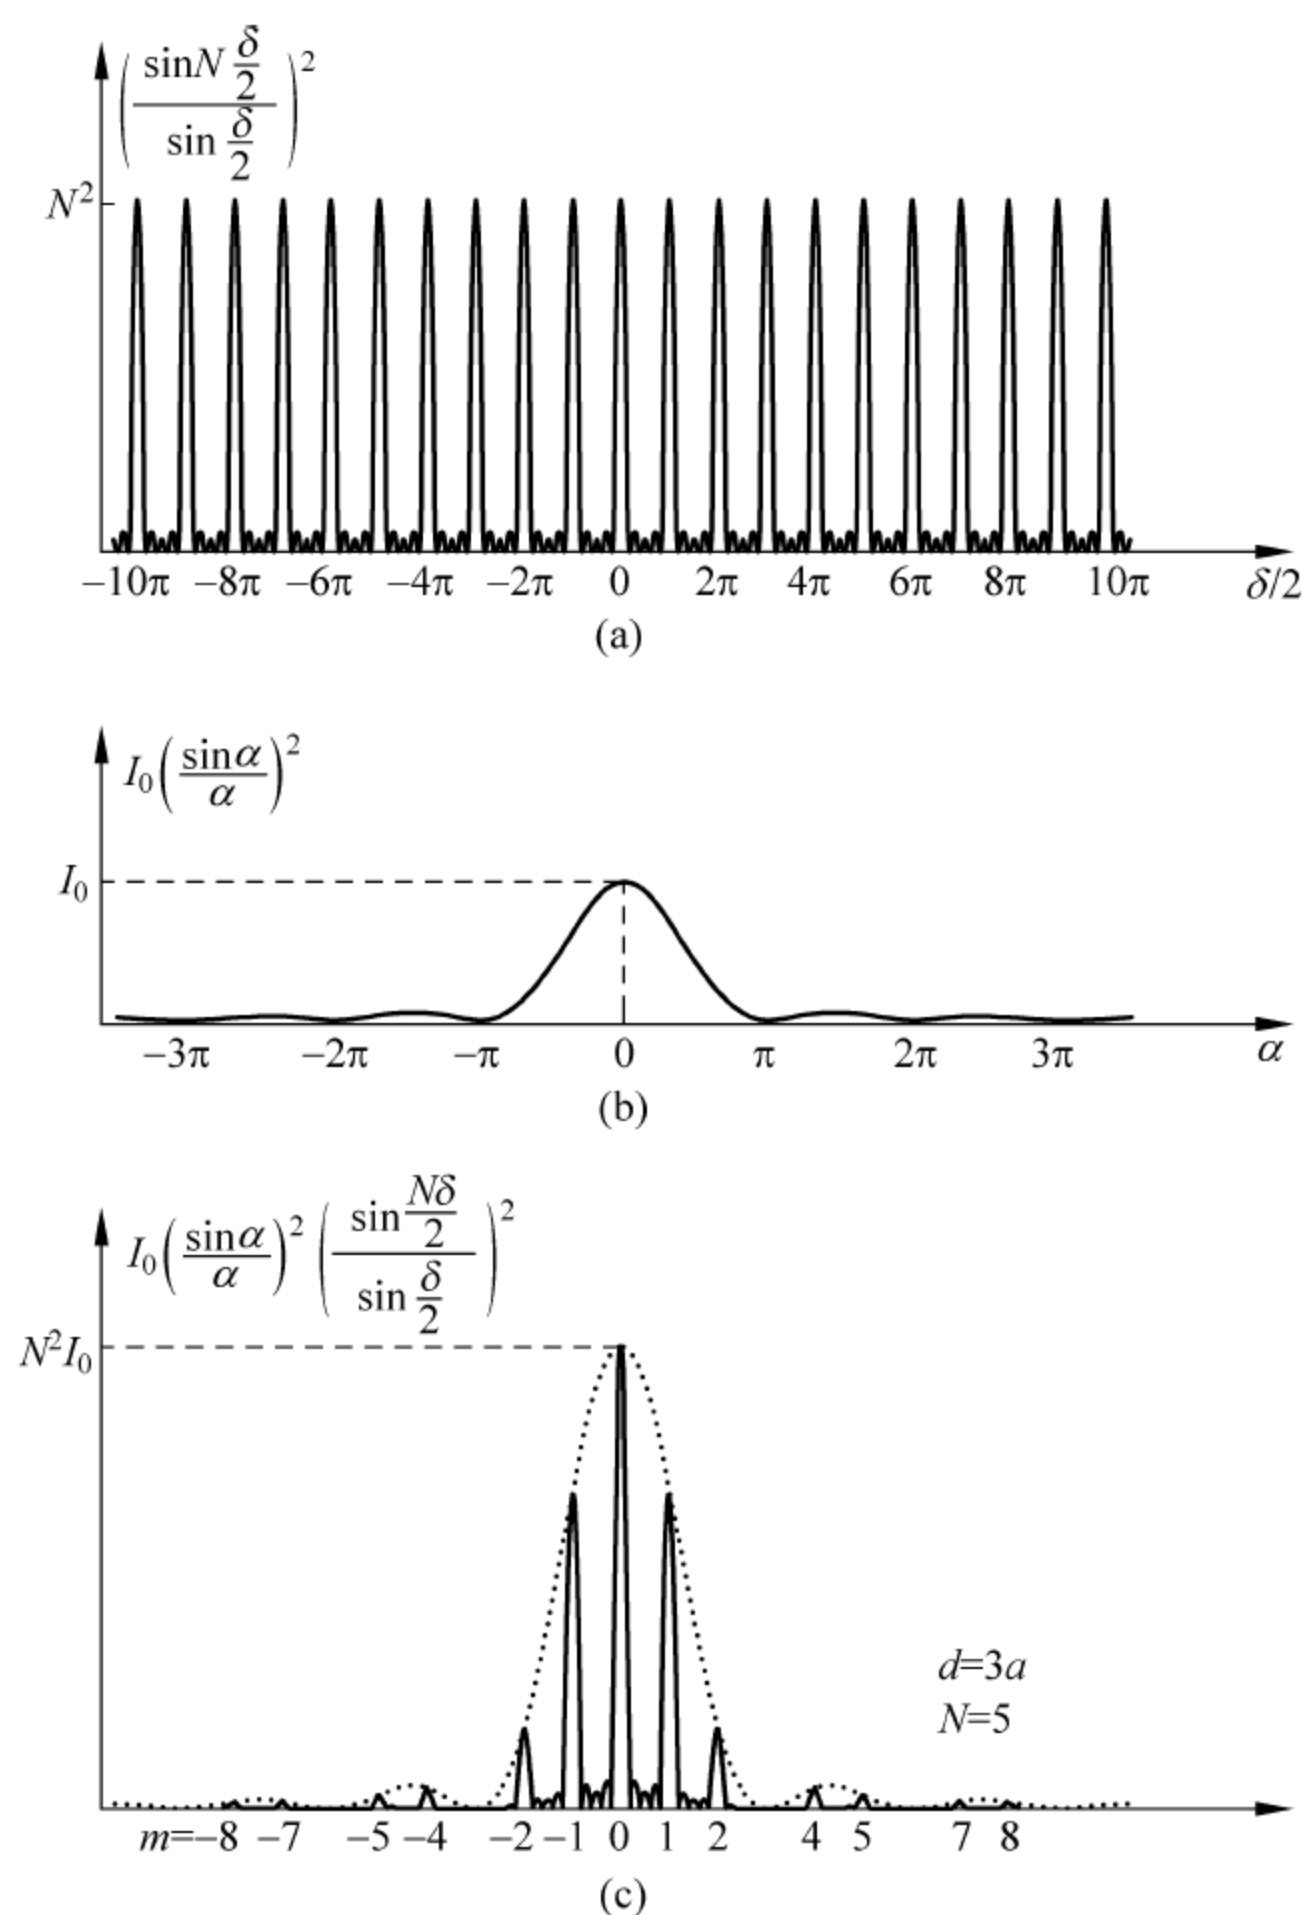 (sinN δ/2 / sin δ/2)²
N²
−10π −8π −6π −4π −2π 0 2π 4π 6π 8π 10π δ/2
(a)
I₀(sinα/α)²
I₀
−3π −2π −π 0 π 2π 3π α
(b)
I₀(sinα/α)² (sin Nδ/2 / sin δ/2)²
N²I₀
d=3a
N=5
m=−8 −7 −5 −4 −2 −1 0 1 2 4 5 7 8
(c)